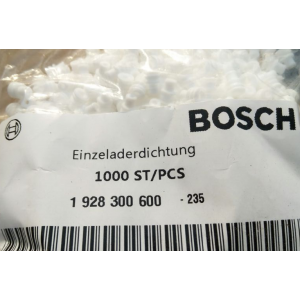 BOSCH
Einzeladerdichtung
1000 ST/PCS
1 928 300 600 - 235